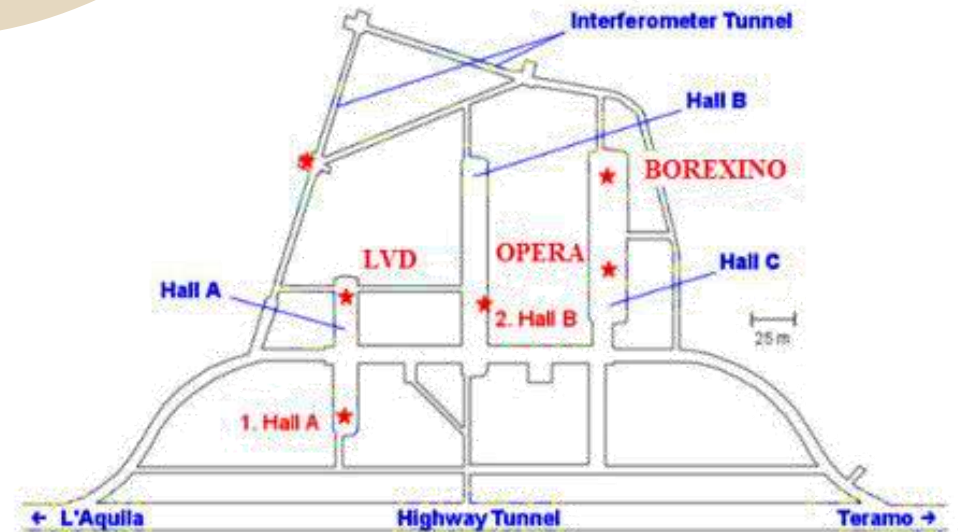 Interferometer Tunnel
Hall B
BOREXINO
LVD
OPERA
Hall C
Hall A
2. Hall B
25 m
1. Hall A
← L'Aquila
Highway Tunnel
Teramo →